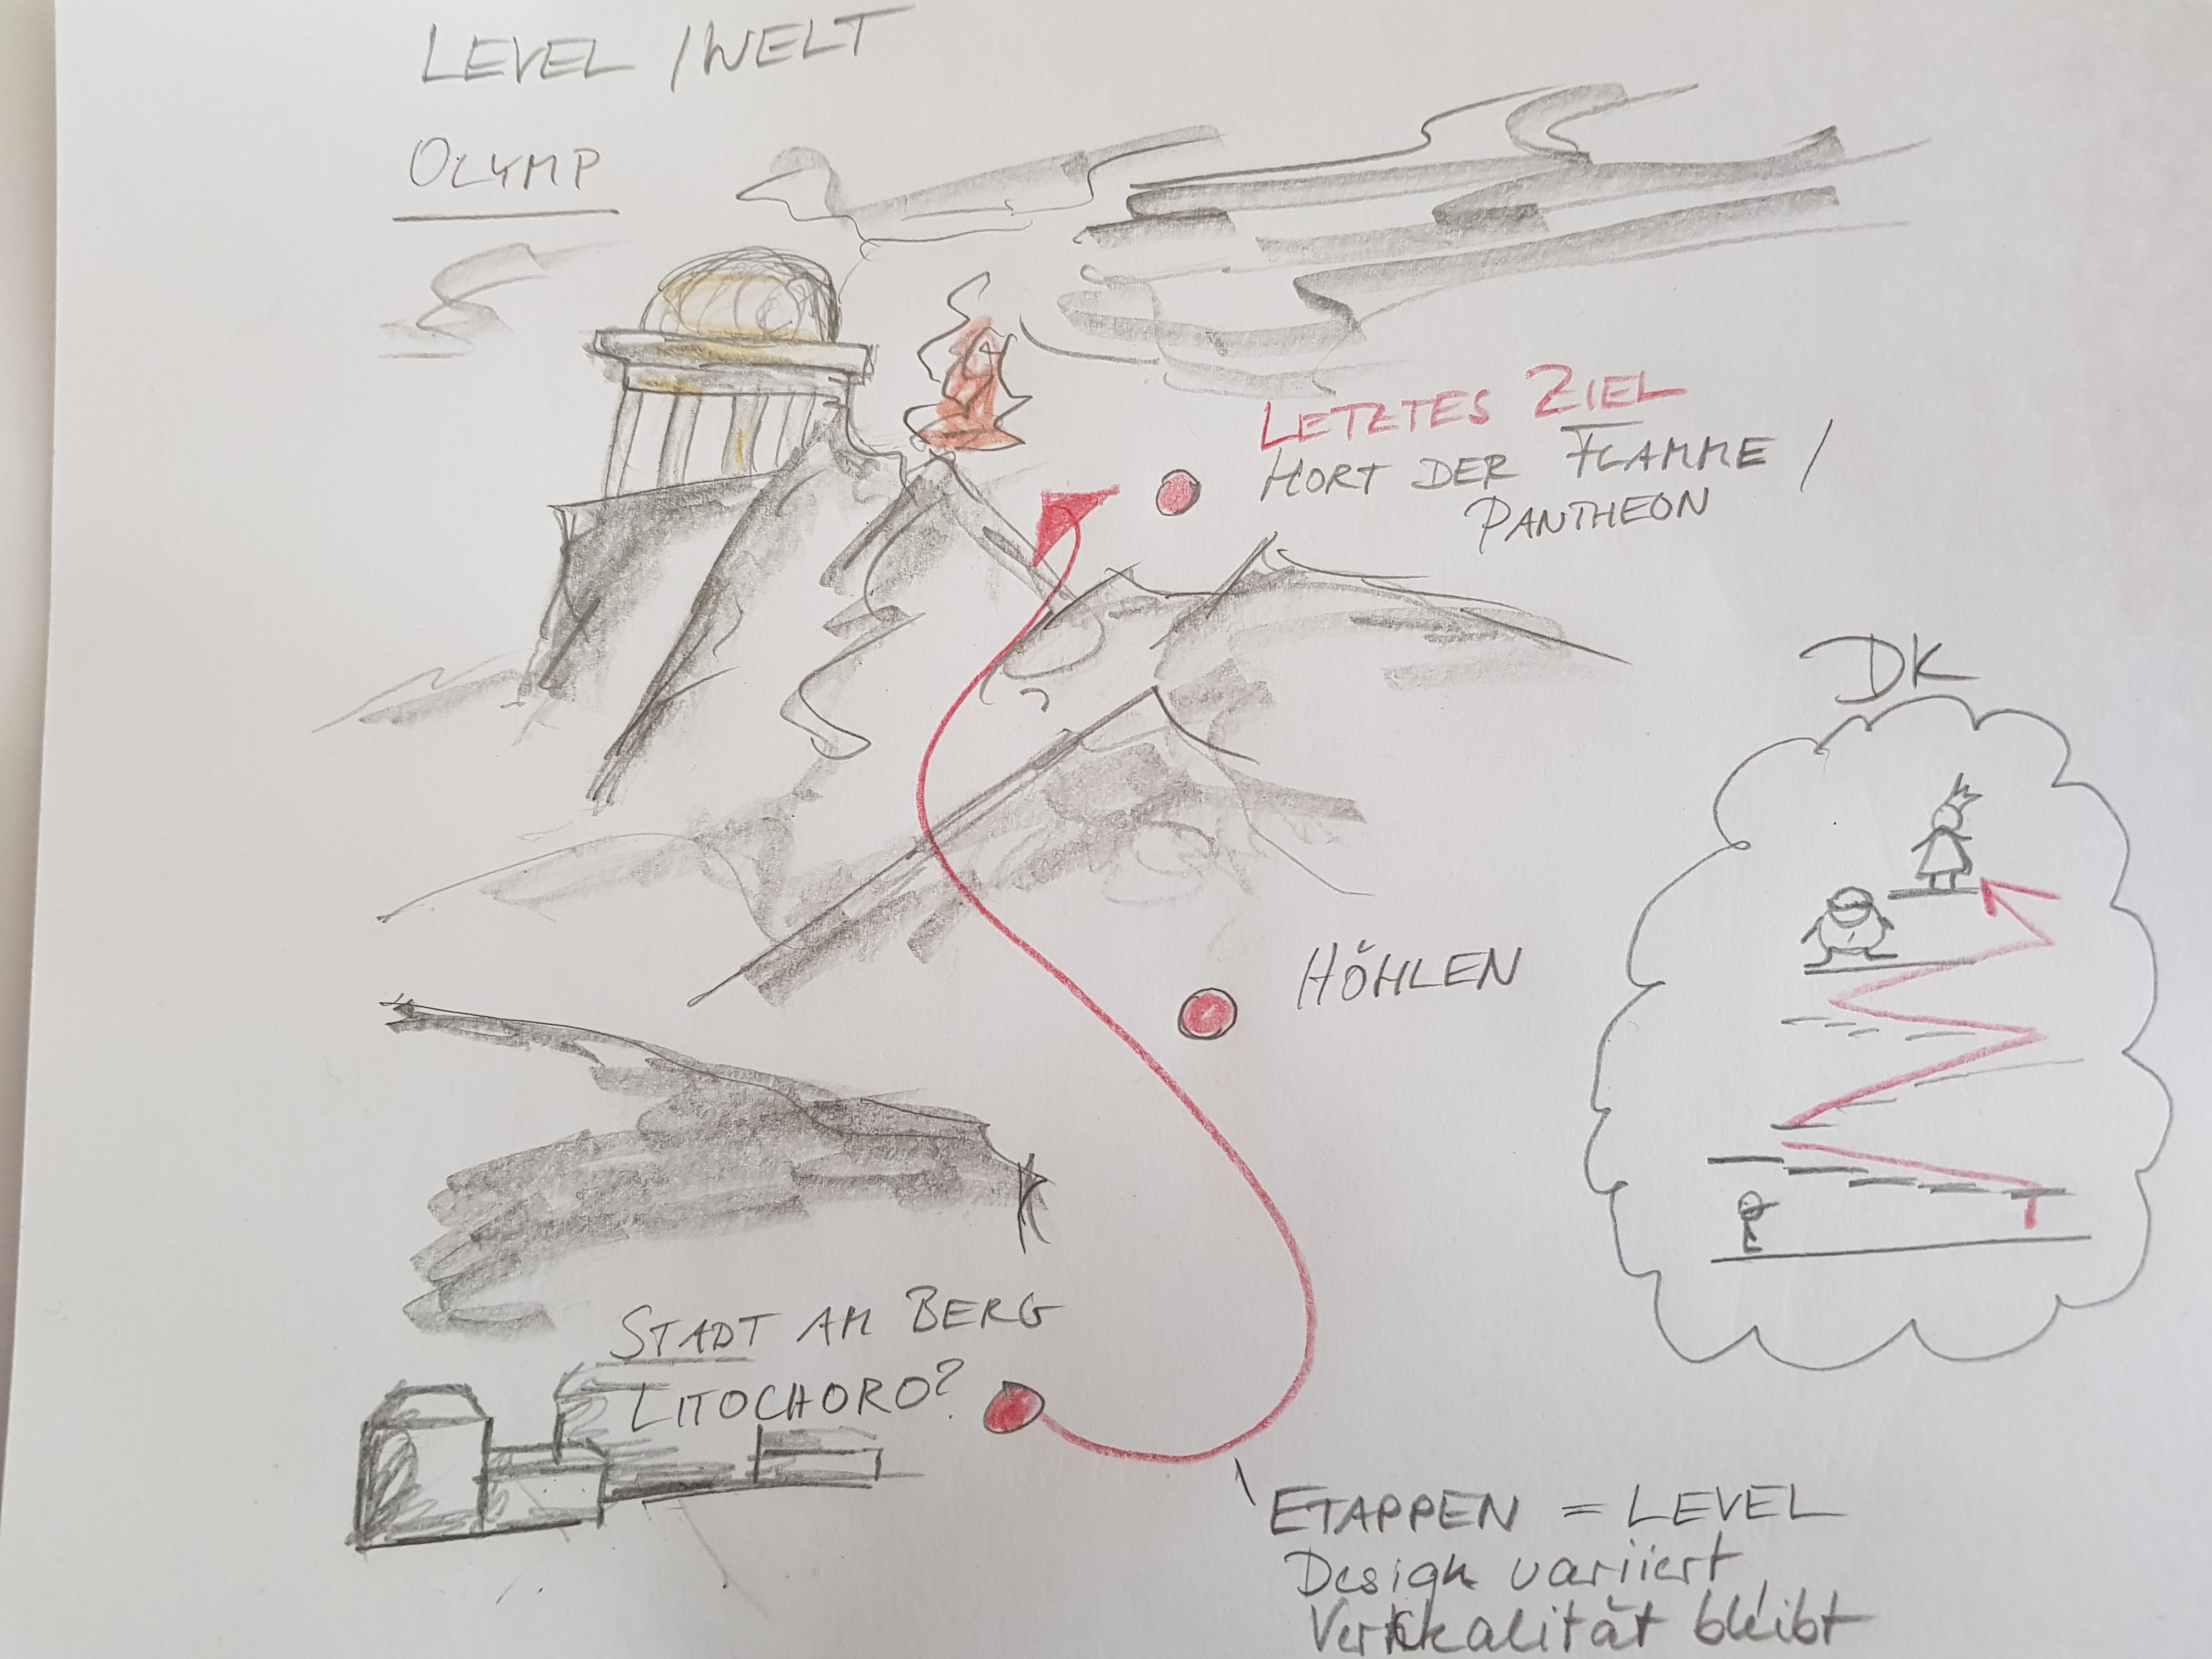 LEVEL / WELT
OLYMP
LETZTES ZIEL
HORT DER FLAMME /
PANTHEON
DK
HÖHLEN
STADT AM BERG
LITOCHORO?
ETAPPEN = LEVEL
Design variiert
Vertikalität bleibt